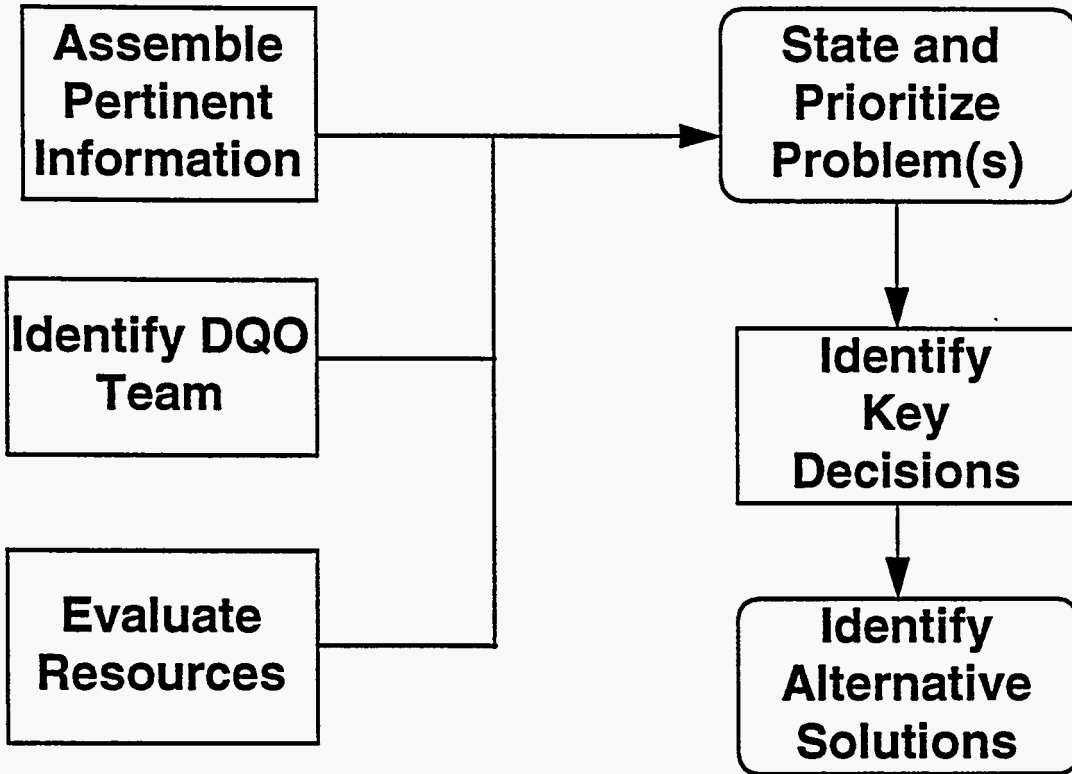 Assemble
Pertinent
Information
State and
Prioritize
Problem(s)
Identify DQO
Team
Identify
Key
Decisions
Evaluate
Resources
Identify
Alternative
Solutions